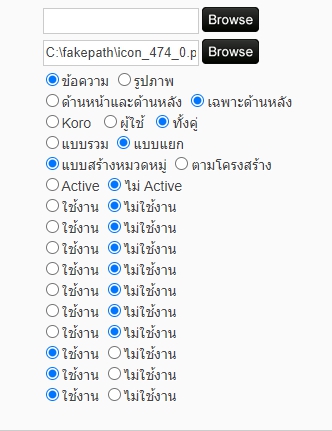 Browse
C:\fakepath\icon_474_0.p Browse
ข้อความ รูปภาพ
ด้านหน้าและด้านหลัง เฉพาะด้านหลัง
Koro ผู้ใช้ ทั้งคู่
แบบรวม แบบแยก
แบบสร้างหมวดหมู่ ตามโครงสร้าง
Active ไม่ Active
ใช้งาน ไม่ใช้งาน
ใช้งาน ไม่ใช้งาน
ใช้งาน ไม่ใช้งาน
ใช้งาน ไม่ใช้งาน
ใช้งาน ไม่ใช้งาน
ใช้งาน ไม่ใช้งาน
ใช้งาน ไม่ใช้งาน
ใช้งาน ไม่ใช้งาน
ใช้งาน ไม่ใช้งาน
ใช้งาน ไม่ใช้งาน